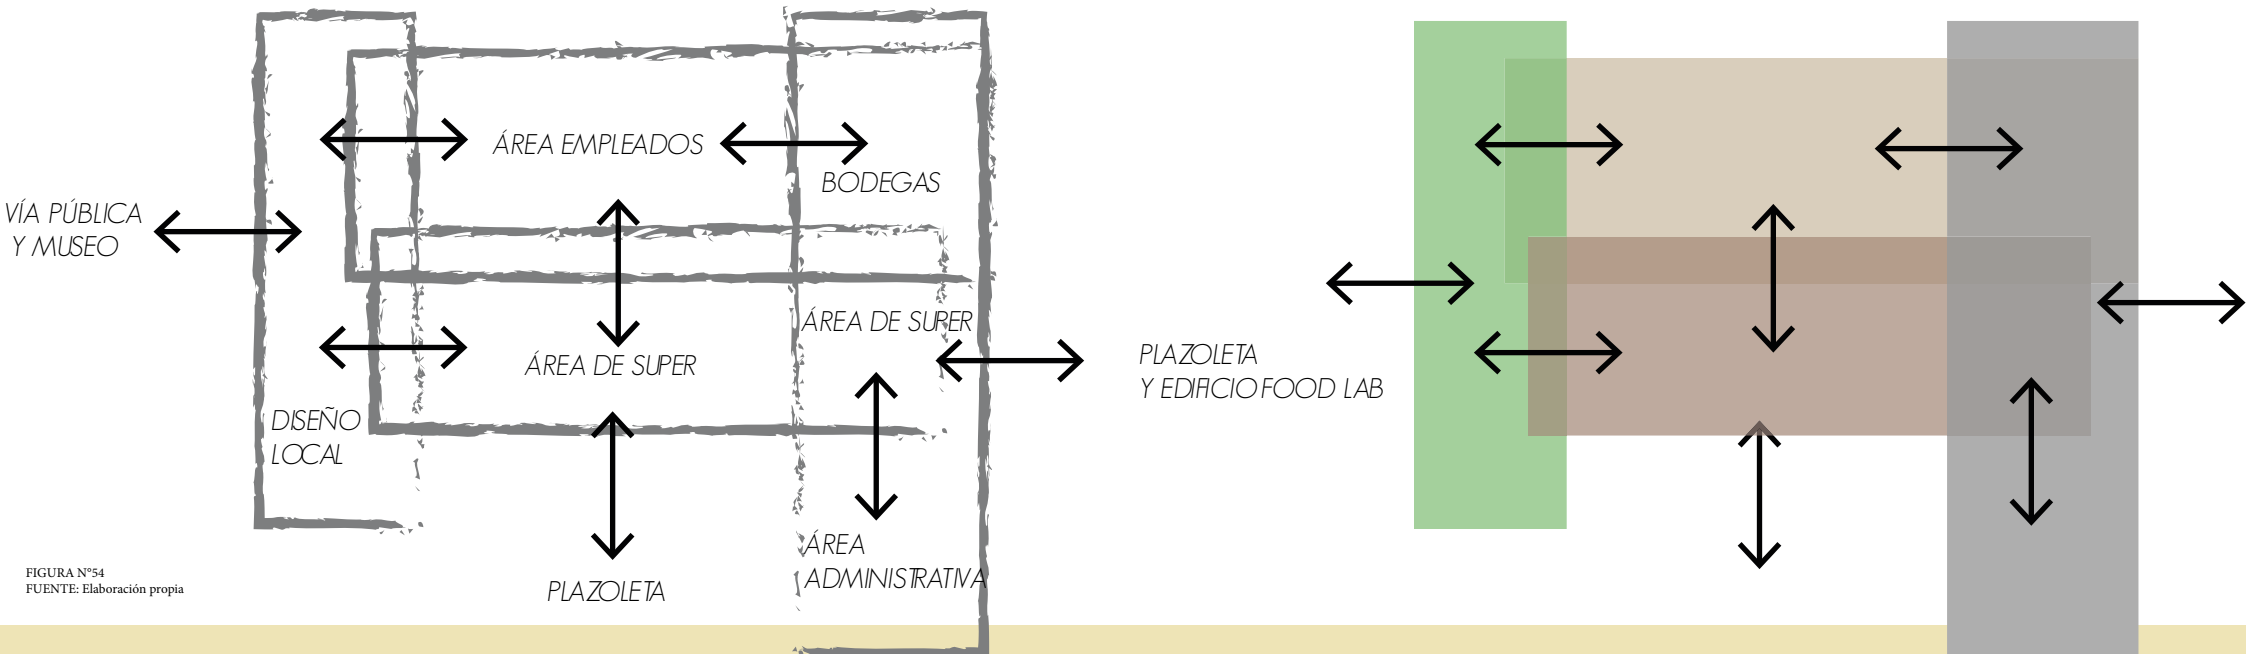 ÁREA EMPLEADOS
BODEGAS
VÍA PÚBLICA
Y MUSEO
ÁREA DE SUPER
ÁREA DE SUPER
PLAZOLETA
Y EDIFICIO FOOD LAB
DISEÑO
LOCAL
ÁREA
ADMINISTRATIVA
PLAZOLETA
FIGURA N°54
FUENTE: Elaboración propia